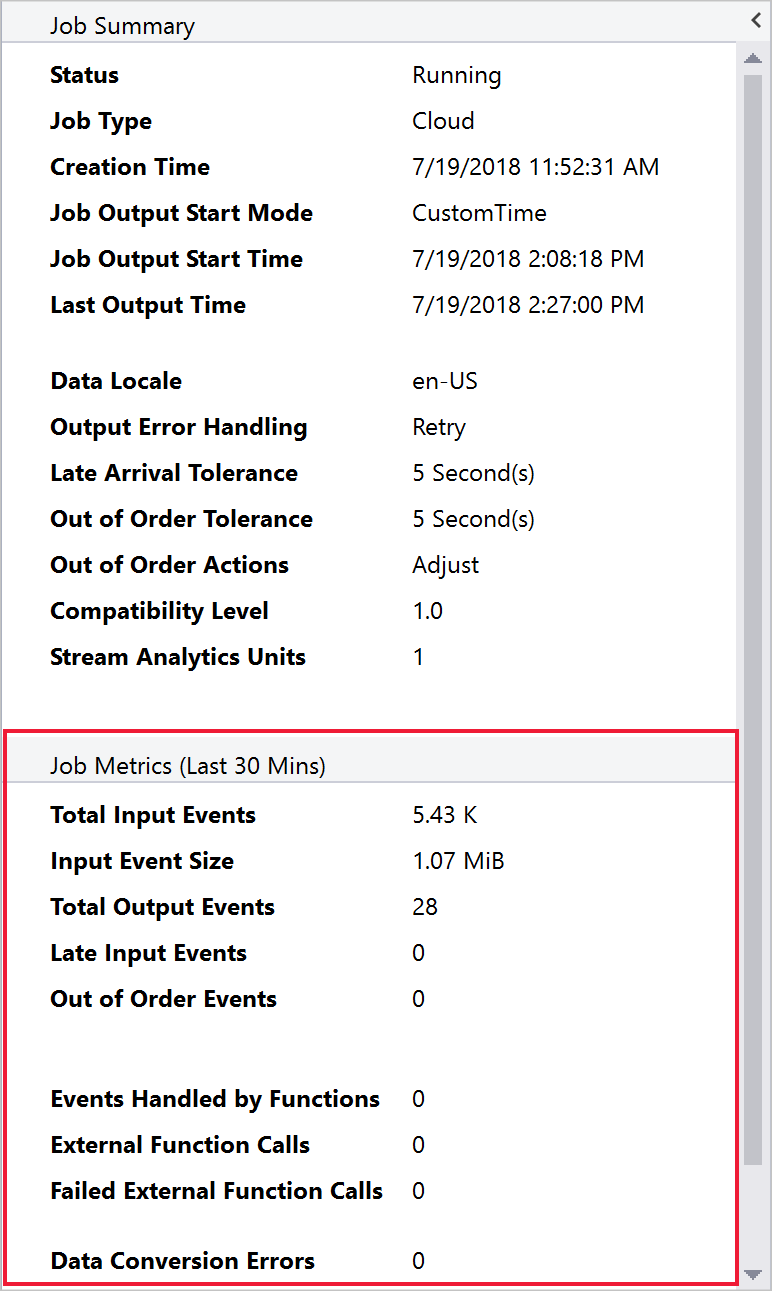 Job Summary
Status Running
Job Type Cloud
Creation Time 7/19/2018 11:52:31 AM
Job Output Start Mode CustomTime
Job Output Start Time 7/19/2018 2:08:18 PM
Last Output Time 7/19/2018 2:27:00 PM
Data Locale en-US
Output Error Handling Retry
Late Arrival Tolerance 5 Second(s)
Out of Order Tolerance 5 Second(s)
Out of Order Actions Adjust
Compatibility Level 1.0
Stream Analytics Units 1
Job Metrics (Last 30 Mins)
Total Input Events 5.43 K
Input Event Size 1.07 MiB
Total Output Events 28
Late Input Events 0
Out of Order Events 0
Events Handled by Functions 0
External Function Calls 0
Failed External Function Calls 0
Data Conversion Errors 0